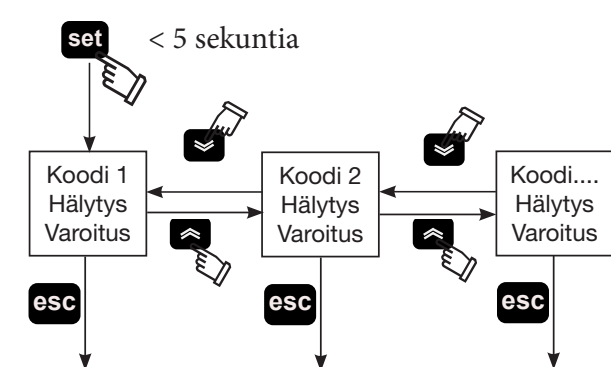 set
< 5 sekuntia
Koodi 1
Hälytys
Varoitus
Koodi 2
Hälytys
Varoitus
Koodi....
Hälytys
Varoitus
esc
esc
esc